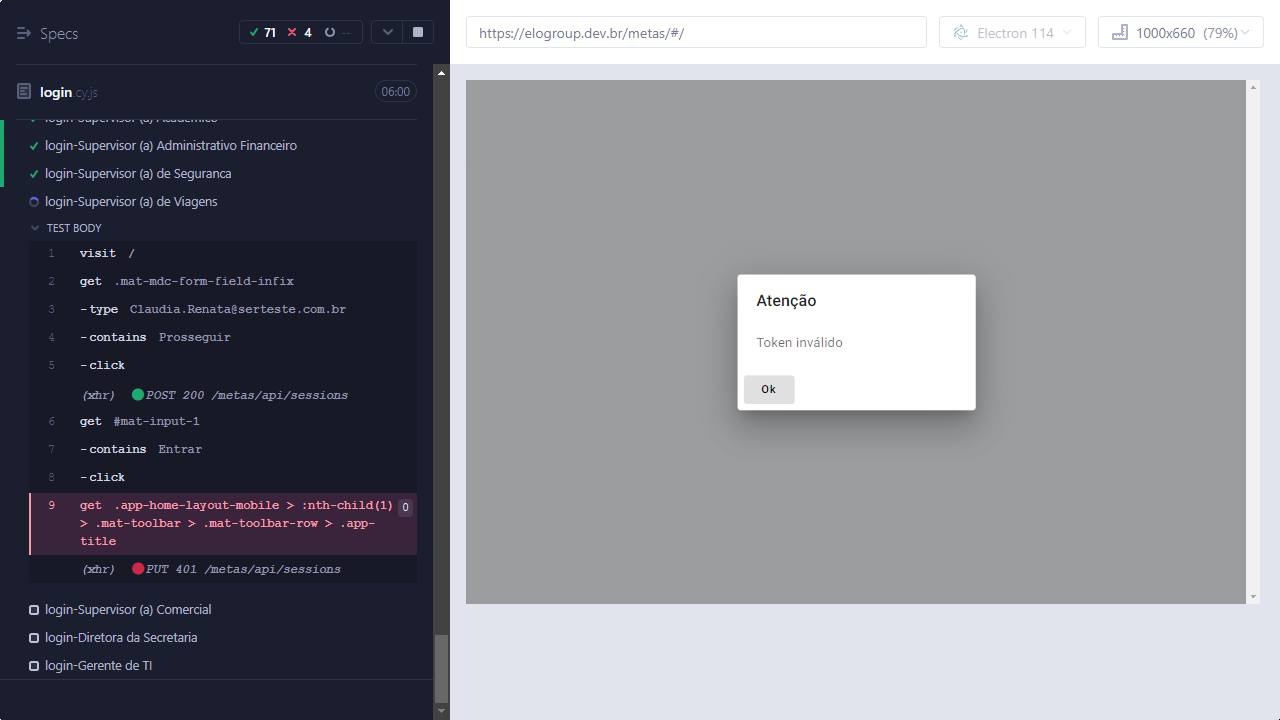 Specs
71
4
--
login.cy.js
06:00
login-Supervisor (a) Academico
login-Supervisor (a) Administrativo Financeiro
login-Supervisor (a) de Seguranca
login-Supervisor (a) de Viagens
TEST BODY
1 visit /
2 get .mat-mdc-form-field-infix
3 -type Claudia.Renata@serteste.com.br
4 -contains Prosseguir
5 -click
(xhr) POST 200 /metas/api/sessions
6 get #mat-input-1
7 -contains Entrar
8 -click
9 get .app-home-layout-mobile > :nth-child(1) 0
> .mat-toolbar > .mat-toolbar-row > .app-
title
(xhr) PUT 401 /metas/api/sessions
login-Supervisor (a) Comercial
login-Diretora da Secretaria
login-Gerente de TI
https://elogroup.dev.br/metas/#/
Electron 114
1000x660 (79%)
Atenção
Token inválido
Ok